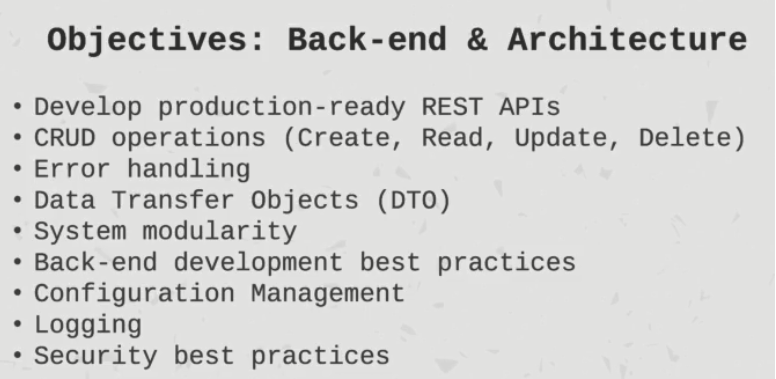 Objectives: Back-end & Architecture
• Develop production-ready REST APIs
• CRUD operations (Create, Read, Update, Delete)
• Error handling
• Data Transfer Objects (DTO)
• System modularity
• Back-end development best practices
• Configuration Management
• Logging
• Security best practices